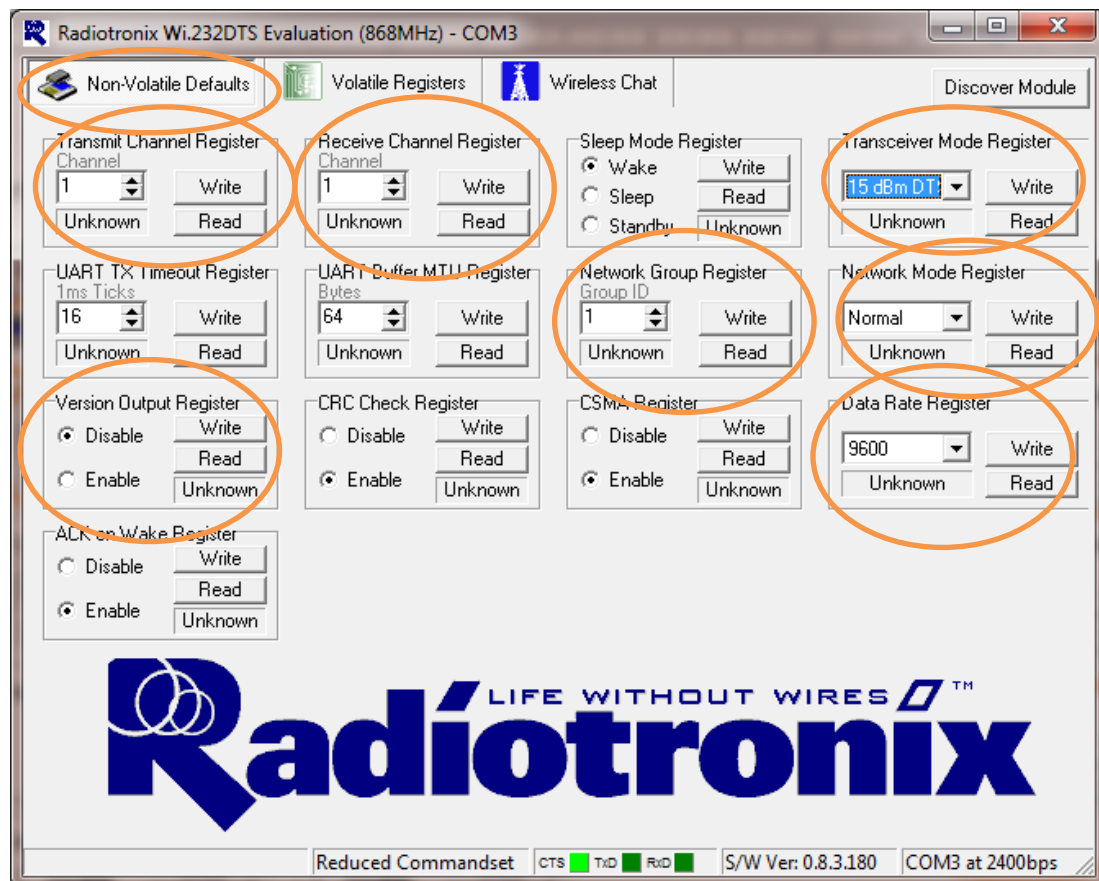 Radiotronix Wi.232DTS Evaluation (868MHz) - COM3
Non-Volatile Defaults
Volatile Registers
Wireless Chat
Discover Module
Transmit Channel Register
Channel
1
Write
Unknown
Read
Receive Channel Register
Channel
1
Write
Unknown
Read
Sleep Mode Register
Wake
Write
Sleep
Read
Standby
Unknown
Transceiver Mode Register
15 dBm DT
Write
Unknown
Read
UART TX Timeout Register
1ms Ticks
16
Write
Unknown
Read
UART Buffer MTU Register
Bytes
64
Write
Unknown
Read
Network Group Register
Group ID
1
Write
Unknown
Read
Network Mode Register
Normal
Write
Unknown
Read
Version Output Register
Disable
Write
Read
Enable
Unknown
CRC Check Register
Disable
Write
Read
Enable
Unknown
CSMA Register
Disable
Write
Read
Enable
Unknown
Data Rate Register
9600
Write
Unknown
Read
ACK on Wake Register
Disable
Write
Read
Enable
Unknown
LIFE WITHOUT WIRES TM
Radiotronix
Reduced Commandset
CTS TxD RxD
S/W Ver: 0.8.3.180
COM3 at 2400bps